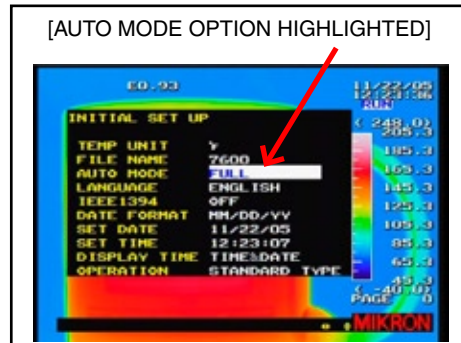 [AUTO MODE OPTION HIGHLIGHTED]
E0.93
11/22/05
12:23:36
RUN
INITIAL SET UP
( 248.0)
205.3
TEMP UNIT
185.3
FILE NAME 7600
AUTO MODE FULL
165.3
LANGUAGE ENGLISH
145.3
IEEE1394 OFF
125.3
DATE FORMAT MM/DD/YY
SET DATE 11/22/05
105.3
SET TIME 12:23:07
85.3
DISPLAY TIME TIME&DATE
65.3
OPERATION STANDARD TYPE
45.3
( -40.0)
PAGE 0
MIKRON